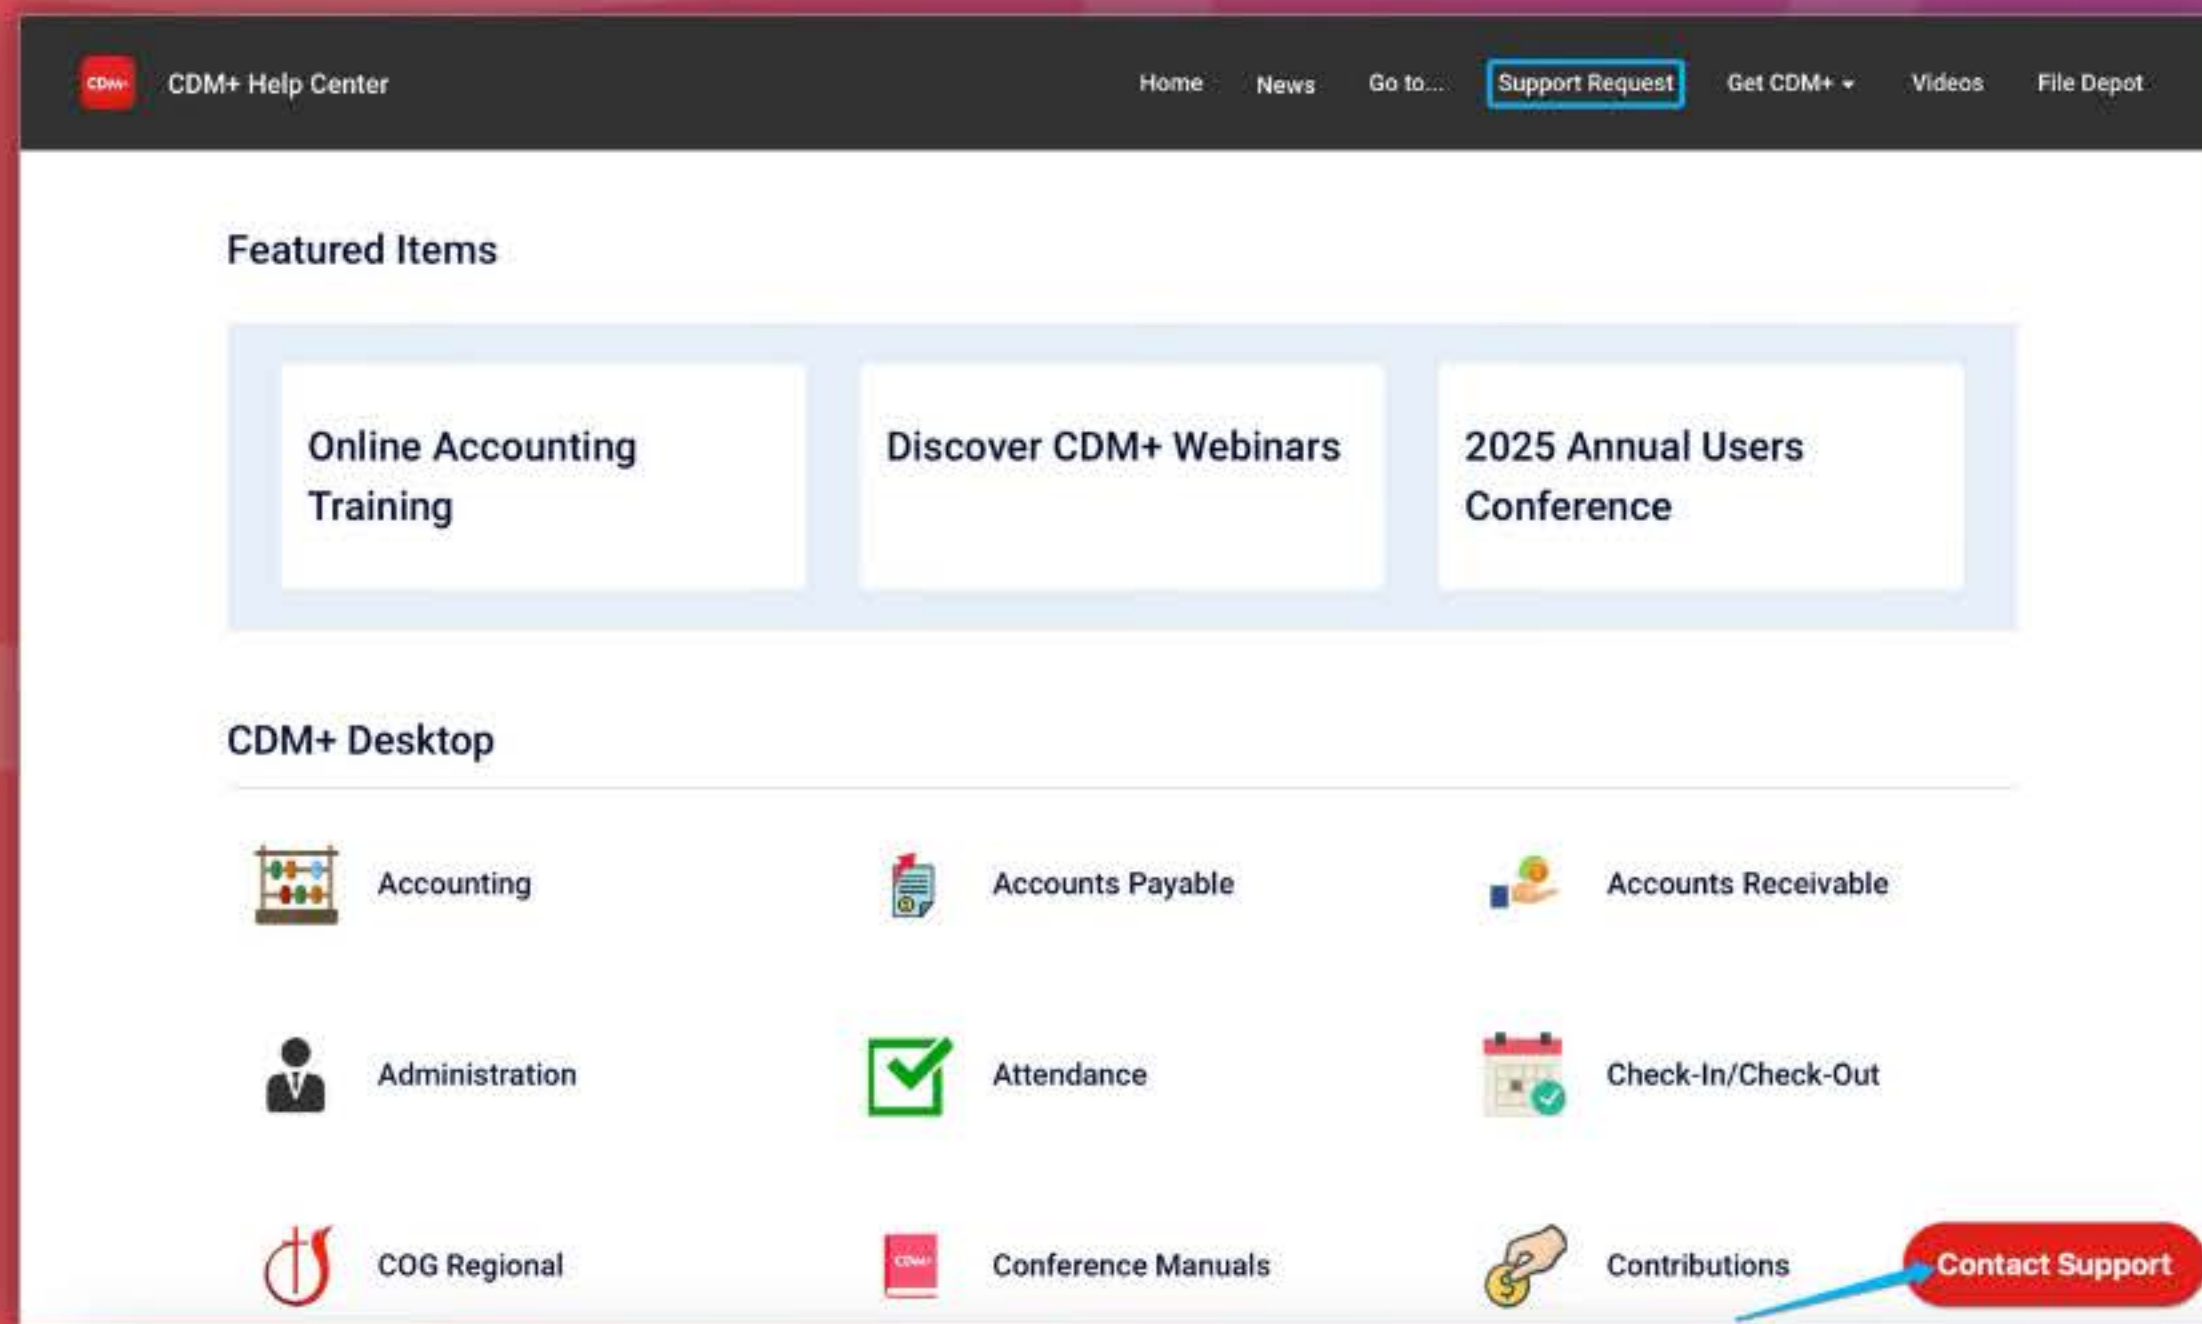 CDM+
CDM+ Help Center
Home
News
Go to...
Support Request
Get CDM+
Videos
File Depot
Featured Items
Online Accounting
Training
Discover CDM+ Webinars
2025 Annual Users
Conference
CDM+ Desktop
Accounting
Accounts Payable
Accounts Receivable
Administration
Attendance
Check-In/Check-Out
COG Regional
CDM+
Conference Manuals
Contributions
Contact Support